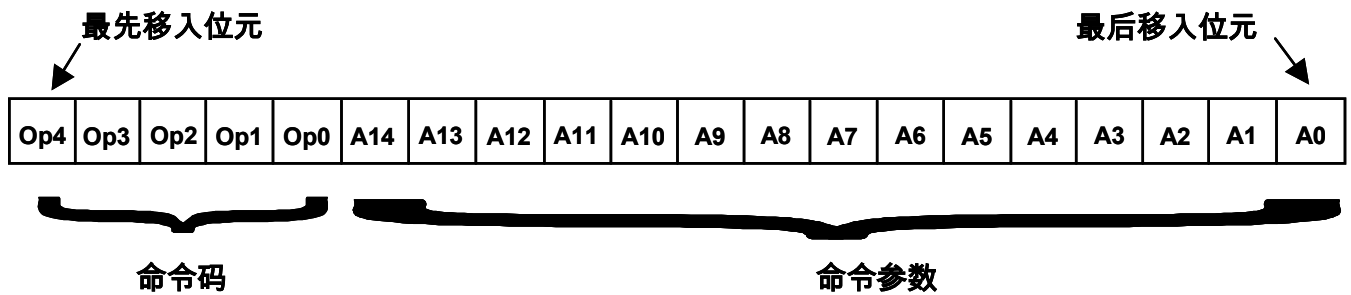 最先移入位元 最后移入位元
Op4 Op3 Op2 Op1 Op0 A14 A13 A12 A11 A10 A9 A8 A7 A6 A5 A4 A3 A2 A1 A0
命令码 命令参数